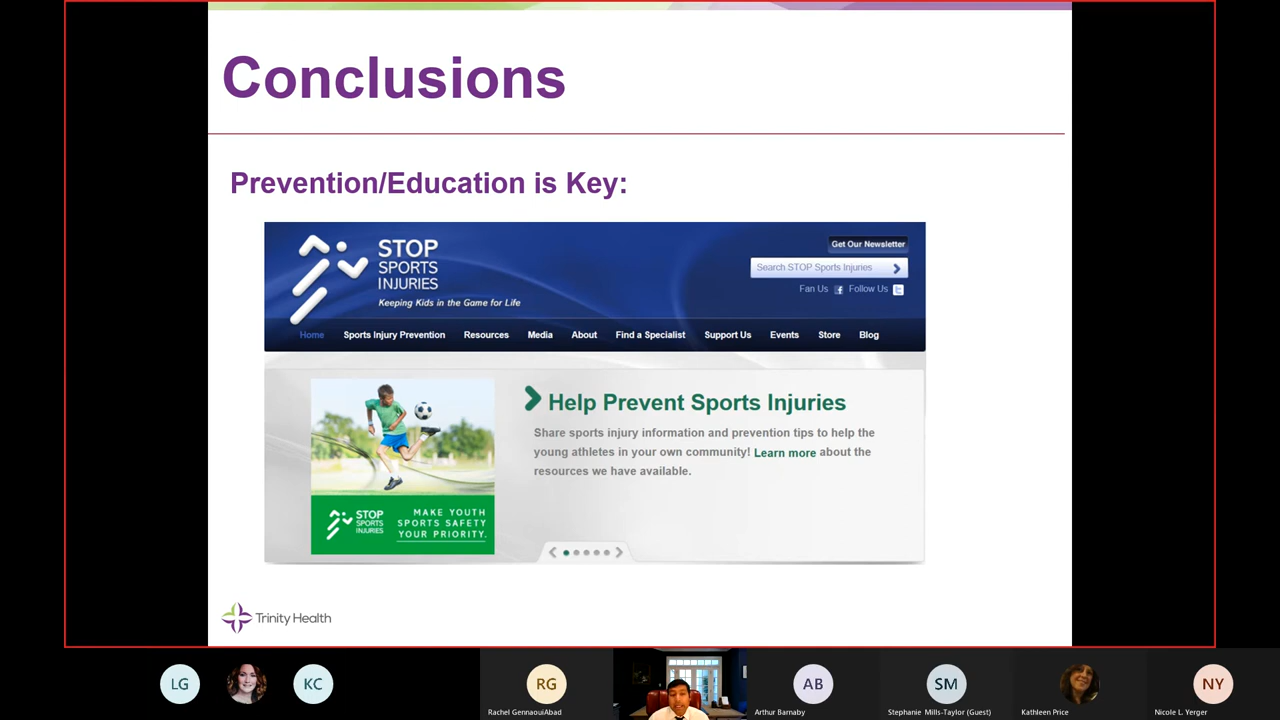 Conclusions
Prevention/Education is Key:
STOP
SPORTS
INJURIES
Keeping Kids in the Game for Life
Get Our Newsletter
Search STOP Sports Injuries
Fan Us Follow Us
Home Sports Injury Prevention Resources Media About Find a Specialist Support Us Events Store Blog
Help Prevent Sports Injuries
Share sports injury information and prevention tips to help the
young athletes in your own community! Learn more about the
resources we have available.
STOP
SPORTS
INJURIES
MAKE YOUTH
SPORTS SAFETY
YOUR PRIORITY.
Trinity Health
LG KC RG AB SM NY
Rachel GennaouiAbad Arthur Barnaby Stephanie Mills-Taylor (Guest) Kathleen Price Nicole L. Yerger